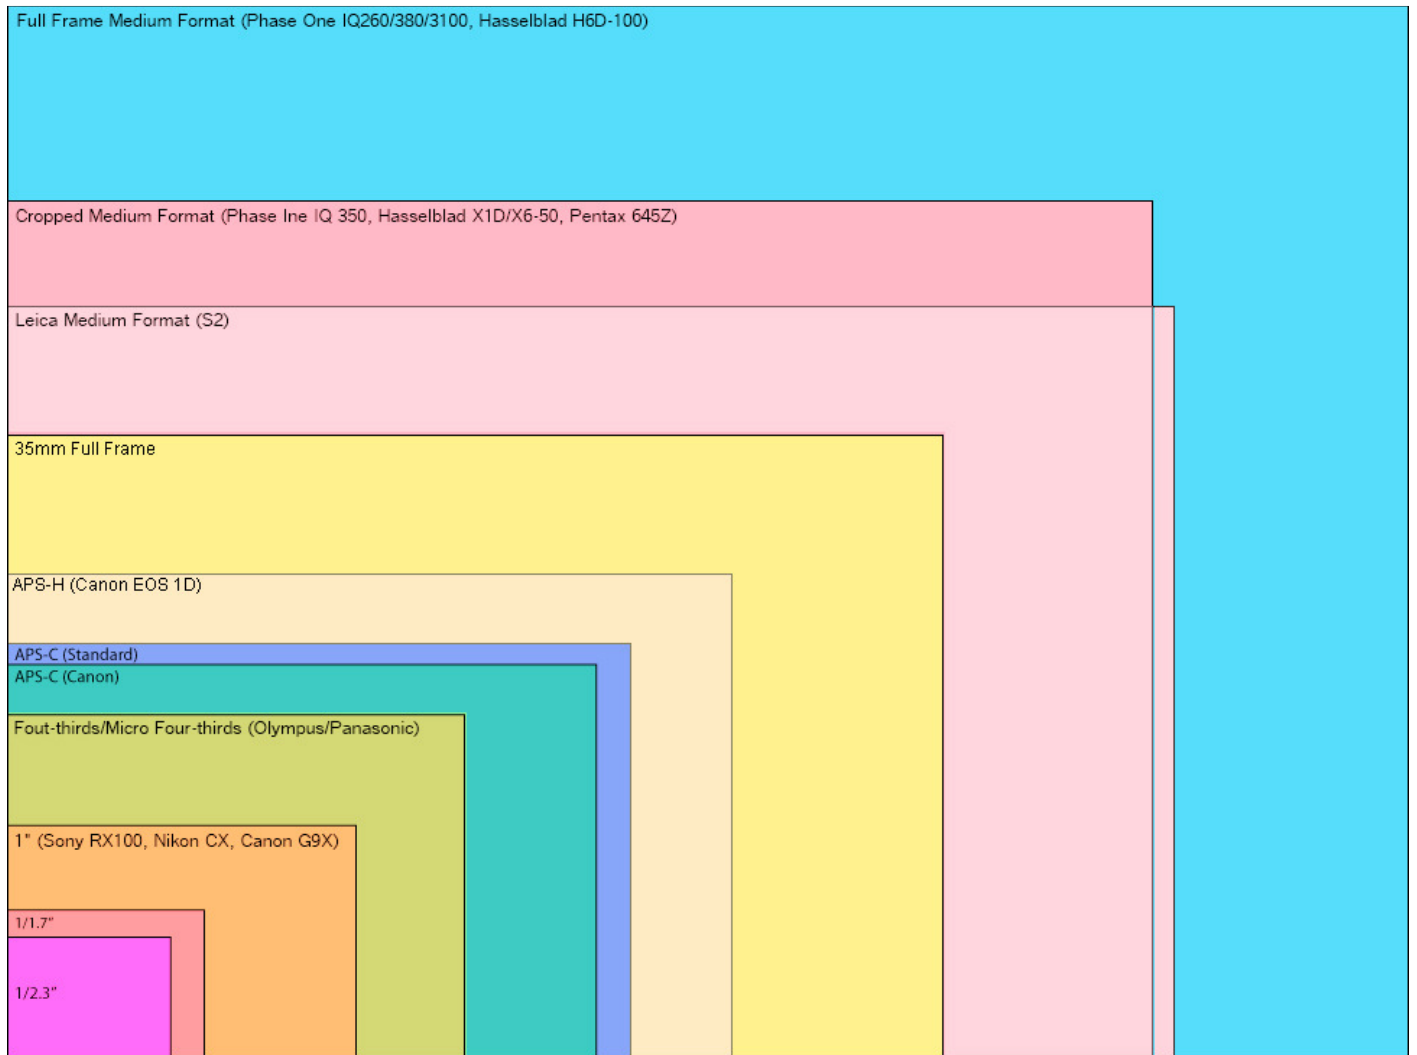 Full Frame Medium Format (Phase One IQ260/380/3100, Hasselblad H6D-100)
Cropped Medium Format (Phase Ine IQ 350, Hasselblad X1D/X6-50, Pentax 645Z)
Leica Medium Format (S2)
35mm Full Frame
APS-H (Canon EOS 1D)
APS-C (Standard)
APS-C (Canon)
Fout-thirds/Micro Four-thirds (Olympus/Panasonic)
1" (Sony RX100, Nikon CX, Canon G9X)
1/1.7”
1/2.3”